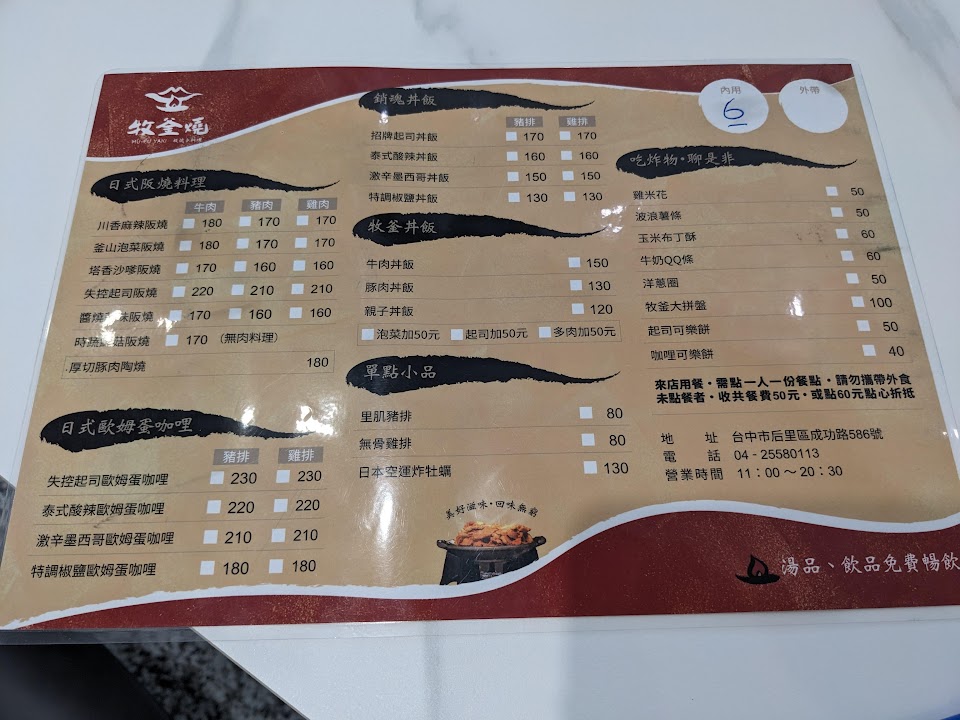 牧釜燒
MU FU YAKI
日式阪燒料理
牛肉 豬肉 雞肉
川香麻辣阪燒 180 170 170
釜山泡菜阪燒 180 170 170
塔香沙嗲阪燒 170 160 160
失控起司阪燒 220 210 210
醬燒 味阪燒 170 160 160
時蔬 菇阪燒 170 (無肉料理)
厚切豚肉陶燒 180
日式歐姆蛋咖哩
豬排 雞排
失控起司歐姆蛋咖哩 230 230
泰式酸辣歐姆蛋咖哩 220 220
激辛墨西哥歐姆蛋咖哩 210 210
特調椒鹽歐姆蛋咖哩 180 180
銷魂丼飯
豬排 雞排
招牌起司丼飯 170 170
泰式酸辣丼飯 160 160
激辛墨西哥丼飯 150 150
特調椒鹽丼飯 130 130
牧釜丼飯
牛肉丼飯 150
豚肉丼飯 130
親子丼飯 120
泡菜加50元 起司加50元 多肉加50元
單點小品
里肌豬排 80
無骨雞排 80
日本空運炸牡蠣 130
美好滋味・回味無窮
內用 6
外帶
吃炸物・聊是非
雞米花 50
波浪薯條 50
玉米布丁酥 60
牛奶QQ條 60
洋蔥圈 50
牧釜大拼盤 100
起司可樂餅 50
咖哩可樂餅 40
來店用餐・需點一人一份餐點・請勿攜帶外食
未點餐者・收共餐費50元・或點60元點心折抵
地 址 台中市后里區成功路586號
電 話 04 - 25580113
營業時間 11：00～20：30
湯品、飲品免費暢飲